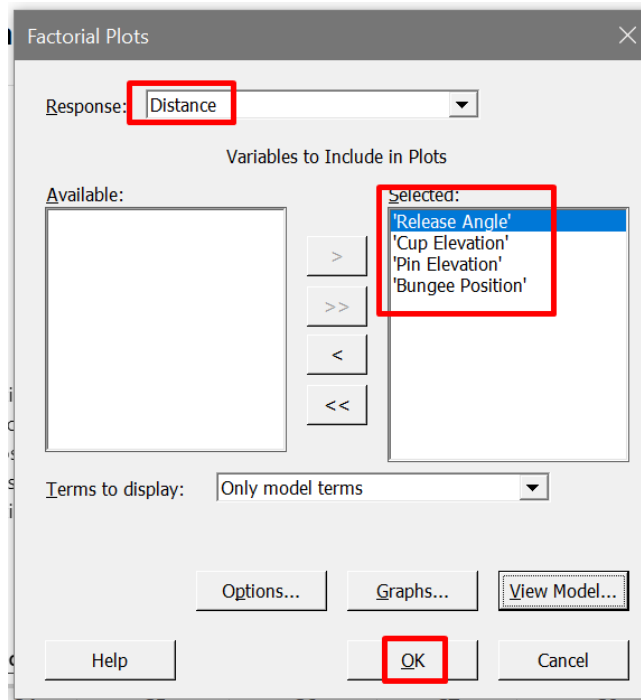 Factorial Plots
Response: Distance
Variables to Include in Plots
Available:
Selected:
'Release Angle'
'Cup Elevation'
'Pin Elevation'
'Bungee Position'
>
>>
<
<<
Terms to display: Only model terms
Options... Graphs... View Model...
Help OK Cancel